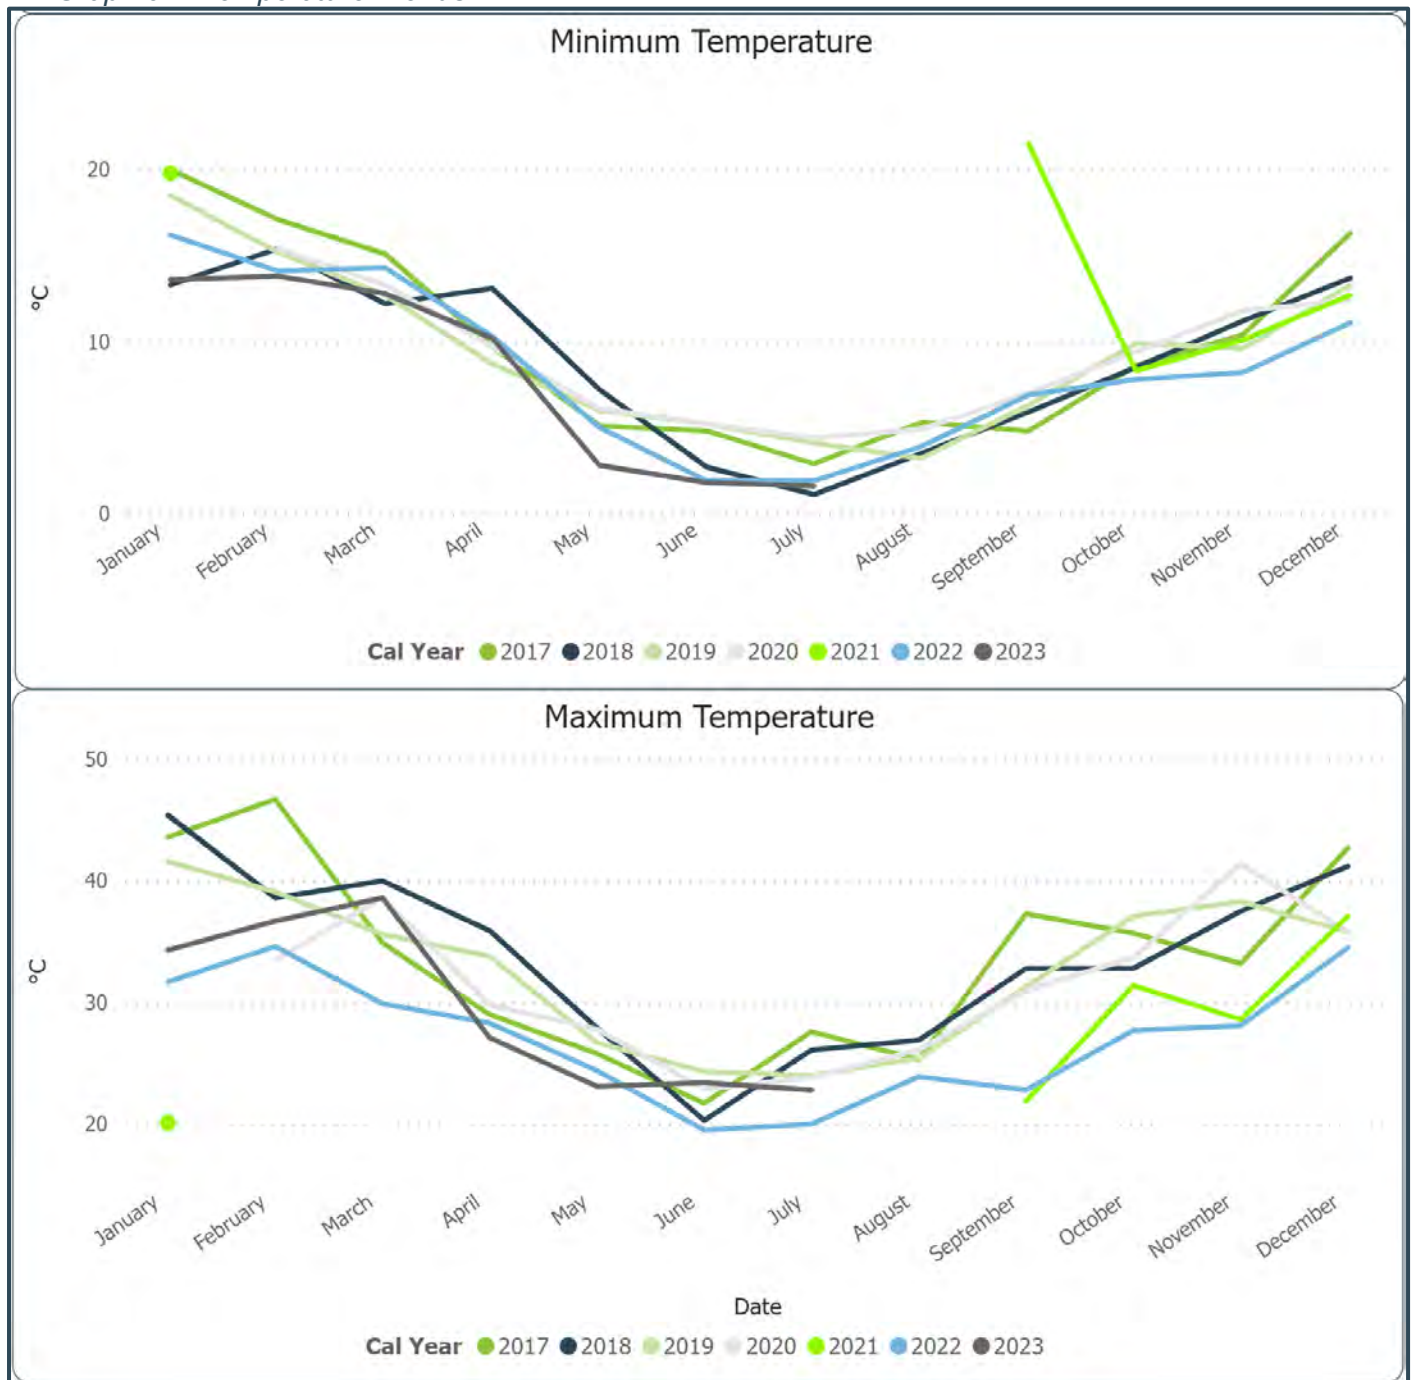 Minimum Temperature
20
10
0
°C
January February March April May June July August September October November December
Cal Year 2017 2018 2019 2020 2021 2022 2023
Maximum Temperature
50
40
30
20
°C
January February March April May June July August September October November December
Date
Cal Year 2017 2018 2019 2020 2021 2022 2023